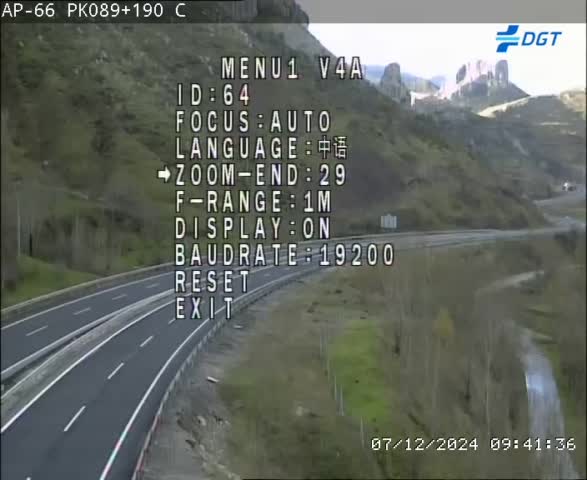 AP-66 PK089+190 C
DGT
MENU1 V4A
ID:64
FOCUS:AUTO
LANGUAGE:中语
ZOOM-END:29
F-RANGE:1M
DISPLAY:ON
BAUDRATE:19200
RESET
EXIT
07/12/2024 09:41:36